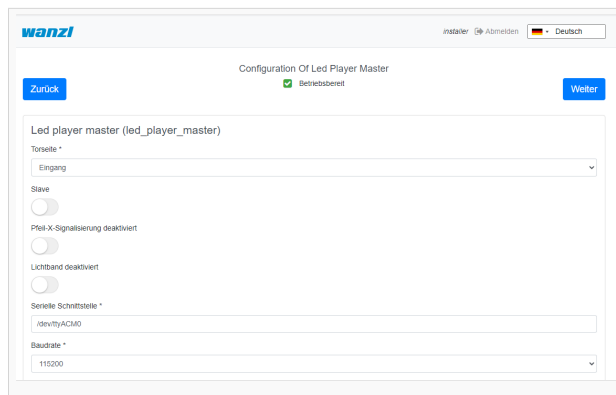 wanzl
installer Abmelden Deutsch
Configuration Of Led Player Master
Zurück Betriebsbereit Weiter
Led player master (led_player_master)
Torseite *
Eingang
Slave
Pfeil-X-Signalisierung deaktiviert
Lichtband deaktiviert
Serielle Schnittstelle *
/dev/ttyACM0
Baudrate *
115200